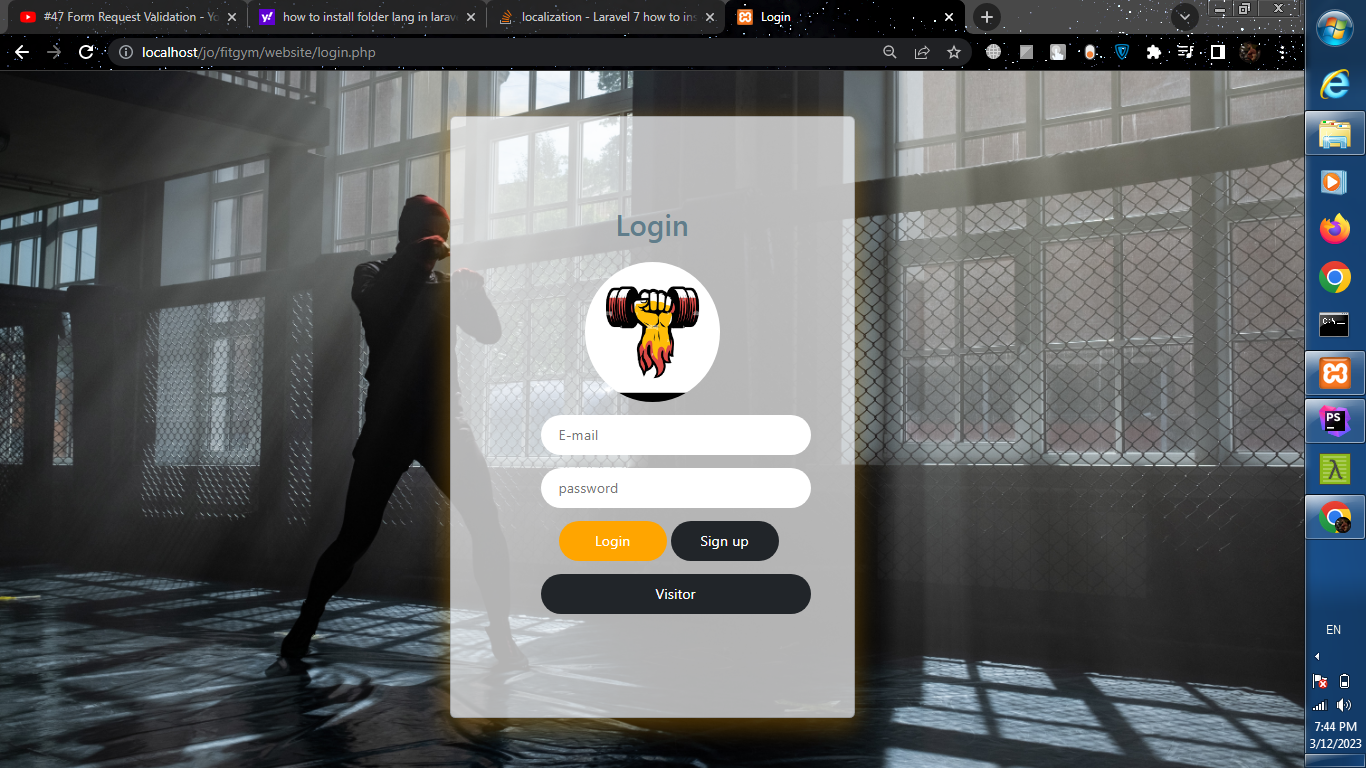 #47 Form Request Validation - Yo
how to install folder lang in larave
localization - Laravel 7 how to ins
Login
localhost/jo/fitgym/website/login.php
Login
E-mail
password
Login
Sign up
Visitor
C:\
PS
EN
7:44 PM
3/12/2023